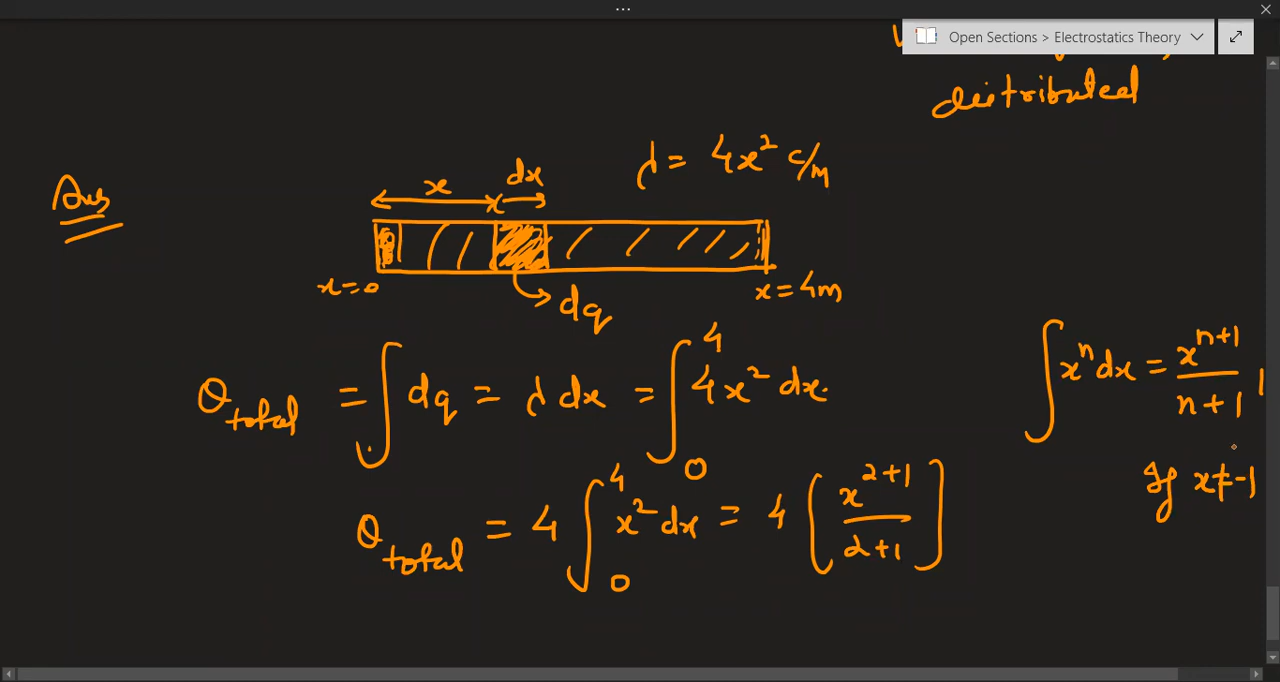 Open Sections > Electrostatics Theory
distributed
Ans
x dx λ = 4x² C/m
x=0 dq x = 4m
Q total = ∫ dq = λ dx = ∫₀⁴ 4x² dx.
∫ xⁿ dx = xⁿ⁺¹ / n+1
If x≠-1
Q total = 4 ∫₀⁴ x² dx = 4 [ x²⁺¹ / 2+1 ]